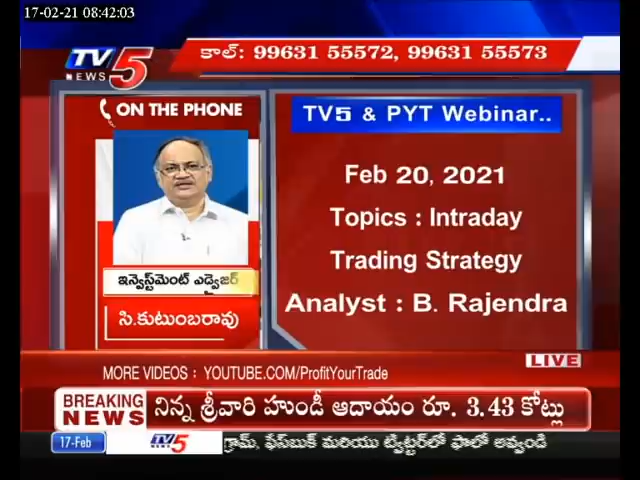 17-02-21 08:42:03
కాల్: 99631 55572, 99631 55573
TV5
NEWS
ON THE PHONE
TV5 & PYT Webinar..
Feb 20, 2021
Topics : Intraday
Trading Strategy
Analyst : B. Rajendra
ఇన్వెస్ట్‌మెంట్ ఎడ్వైజర్
సి.కుటుంబరావు
LIVE
MORE VIDEOS : YOUTUBE.COM/ProfitYourTrade
BREAKING
NEWS
నిన్న శ్రీవారి హుండీ ఆదాయం రూ. 3.43 కోట్లు
17-Feb
TV5
గ్రామ్, ఫేస్‌బుక్ మరియు ట్విట్టర్‌లో ఫాలో అవ్వండి